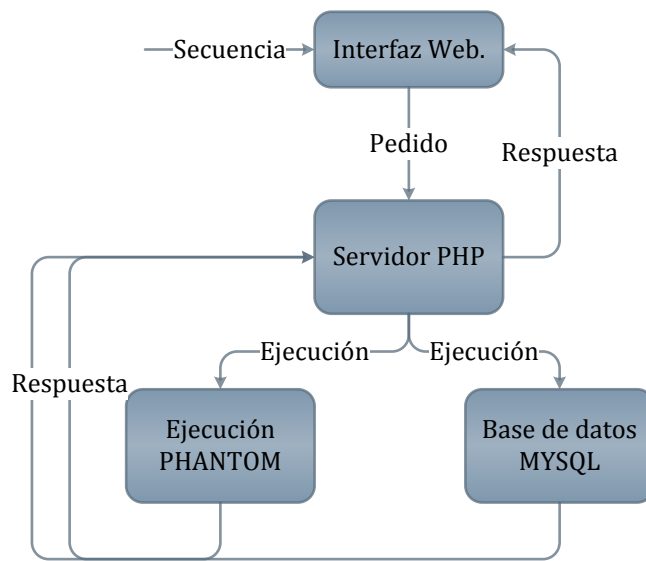 Secuencia
Interfaz Web.
Pedido
Respuesta
Servidor PHP
Ejecución
Ejecución
Respuesta
Ejecución
PHANTOM
Base de datos
MYSQL